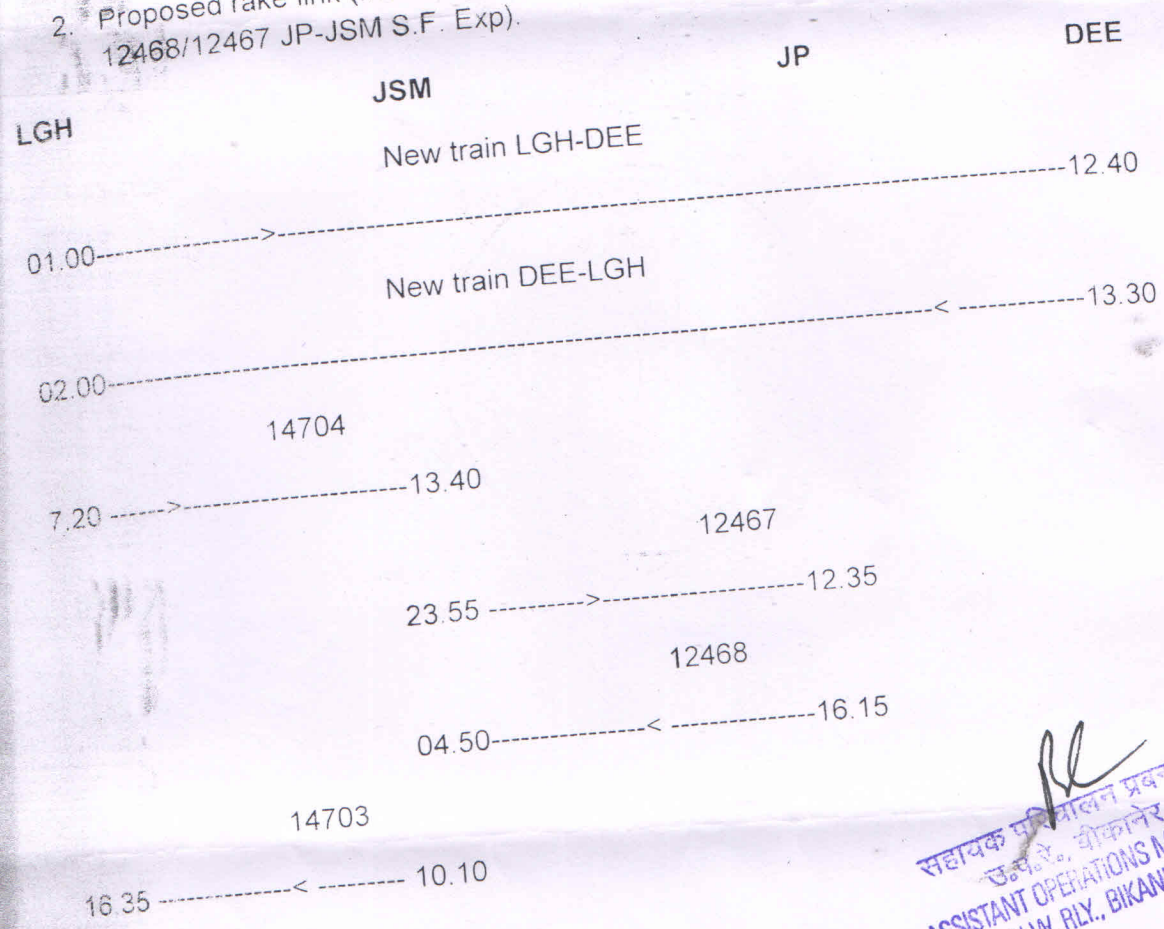 2. Proposed rake link (
12468/12467 JP-JSM S.F. Exp).
LGH JSM JP DEE
New train LGH-DEE
01.00---------->----------------------------------------12.40
New train DEE-LGH
02.00----------------------------------------< ----------13.30
14704
7.20 ----->----------------13.40
12467
23.55 -------->----------------12.35
12468
04.50------------< --------------16.15
14703
16.35 ----------< -------- 10.10
सहायक
उ.प.रे., बीकानेर
ASSISTANT OPERATIONS
RLY., BIKAN